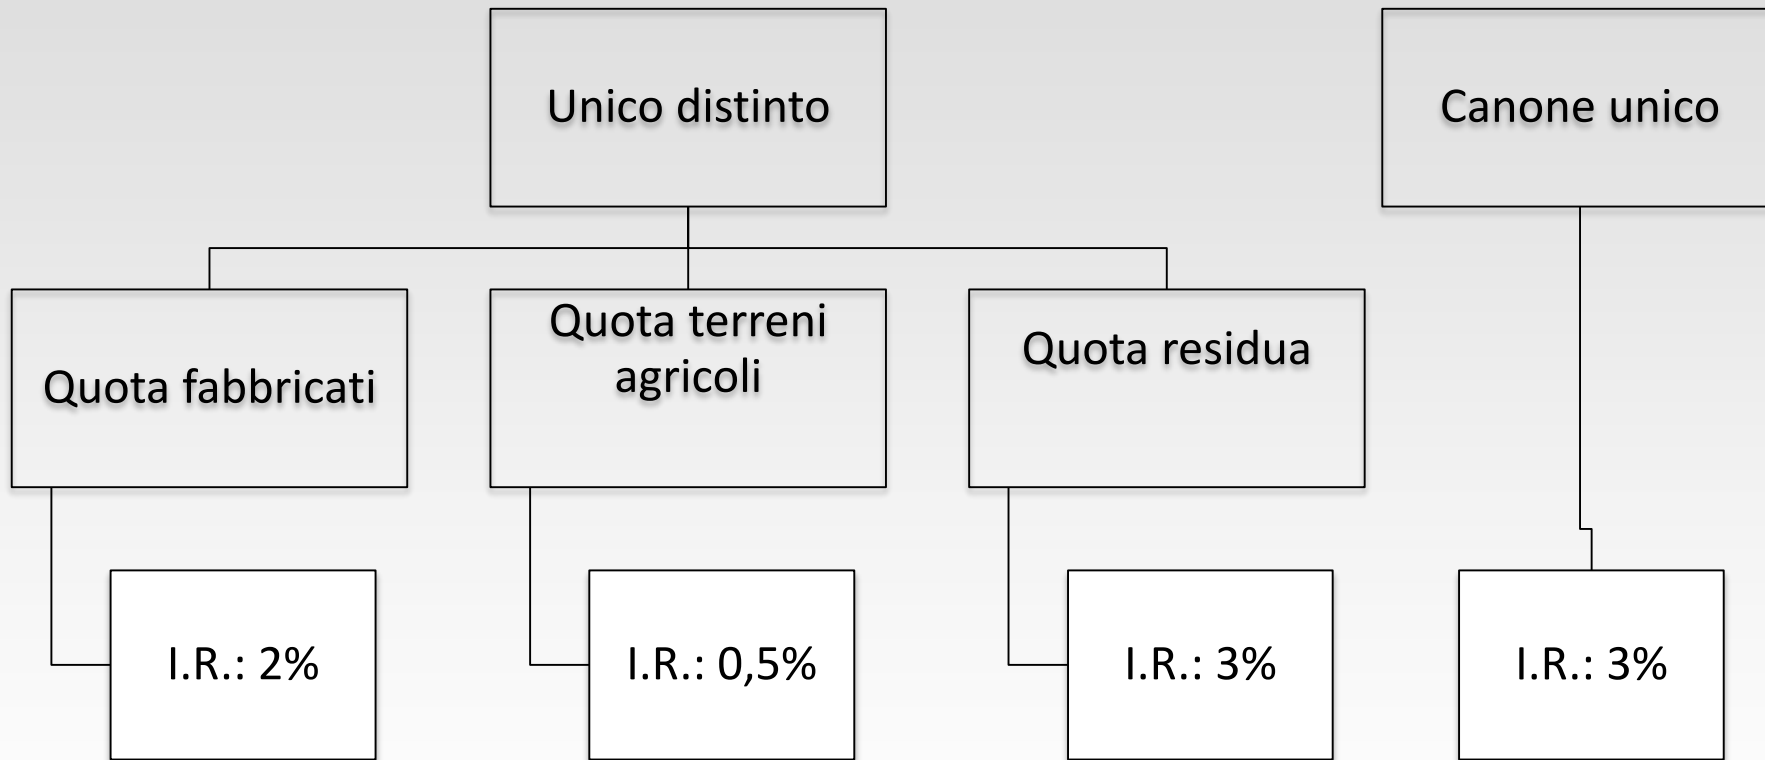 Unico distinto
Canone unico
Quota fabbricati
Quota terreni
agricoli
Quota residua
I.R.: 2%
I.R.: 0,5%
I.R.: 3%
I.R.: 3%